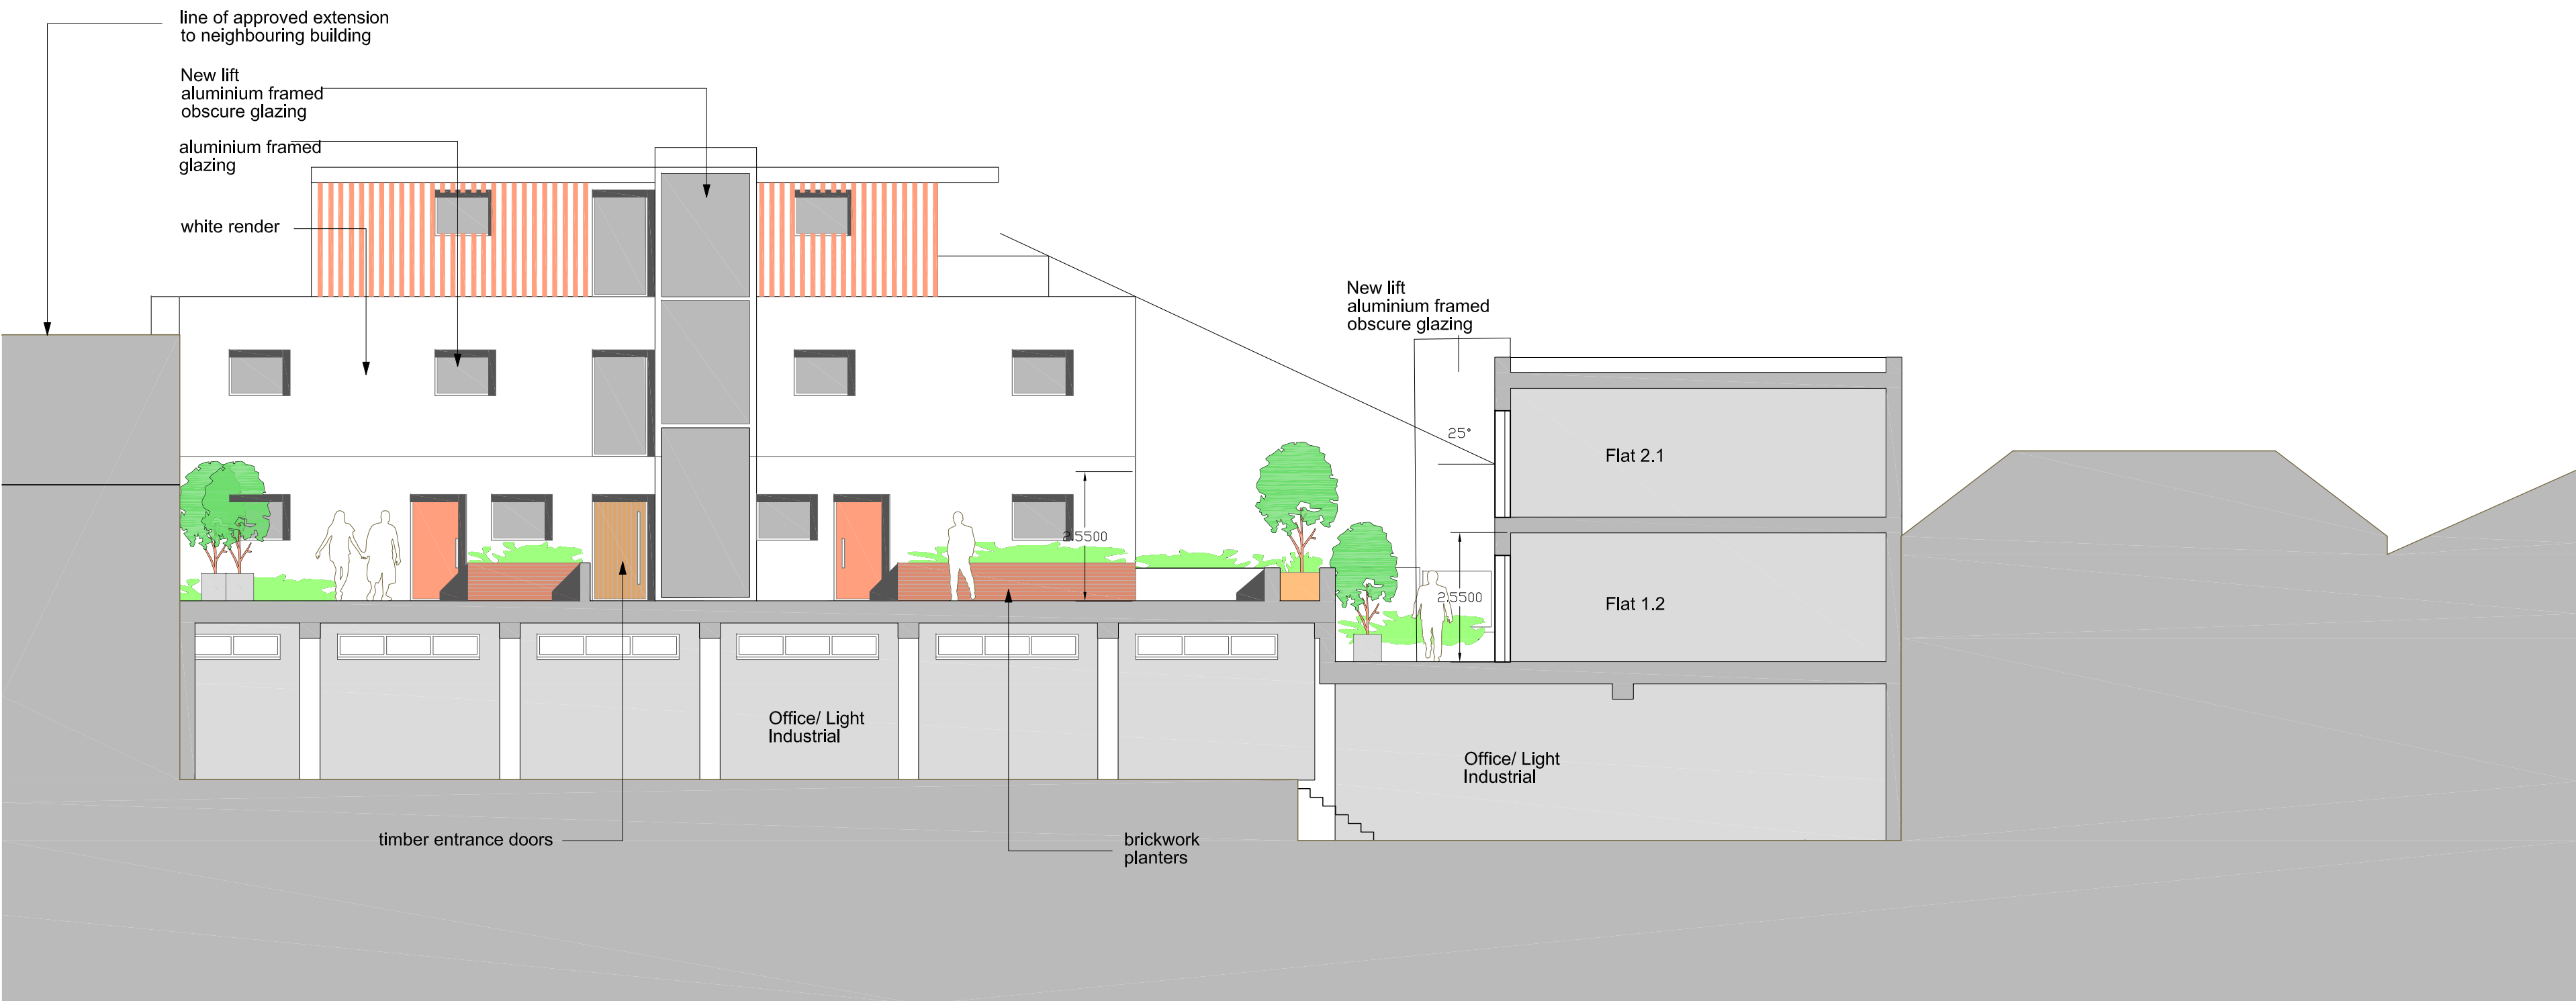 line of approved extension
to neighbouring building
New lift
aluminium framed
obscure glazing
aluminium framed
glazing
white render
New lift
aluminium framed
obscure glazing
25°
Flat 2.1
2.5500
2.5500
Flat 1.2
Office/ Light
Industrial
Office/ Light
Industrial
timber entrance doors
brickwork
planters